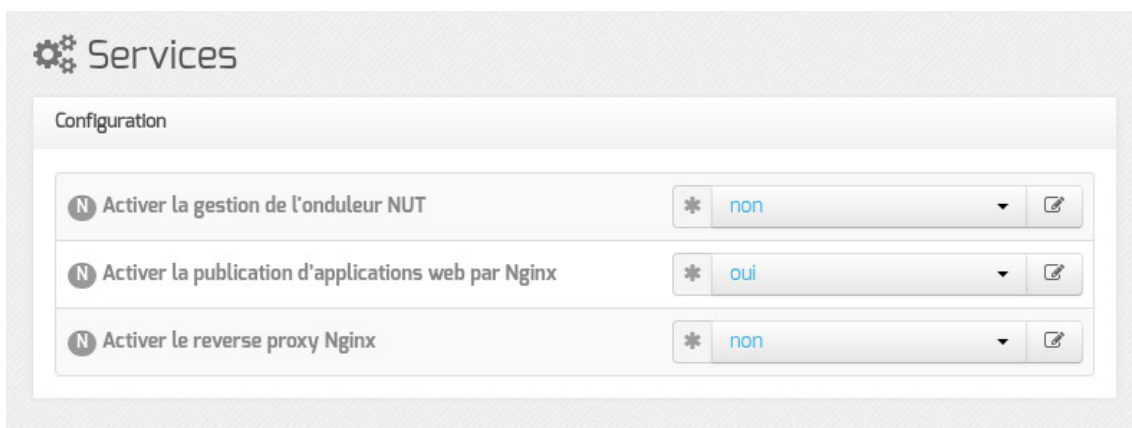 Services
Configuration
N Activer la gestion de l'onduleur NUT * non
N Activer la publication d'applications web par Nginx * oui
N Activer le reverse proxy Nginx * non